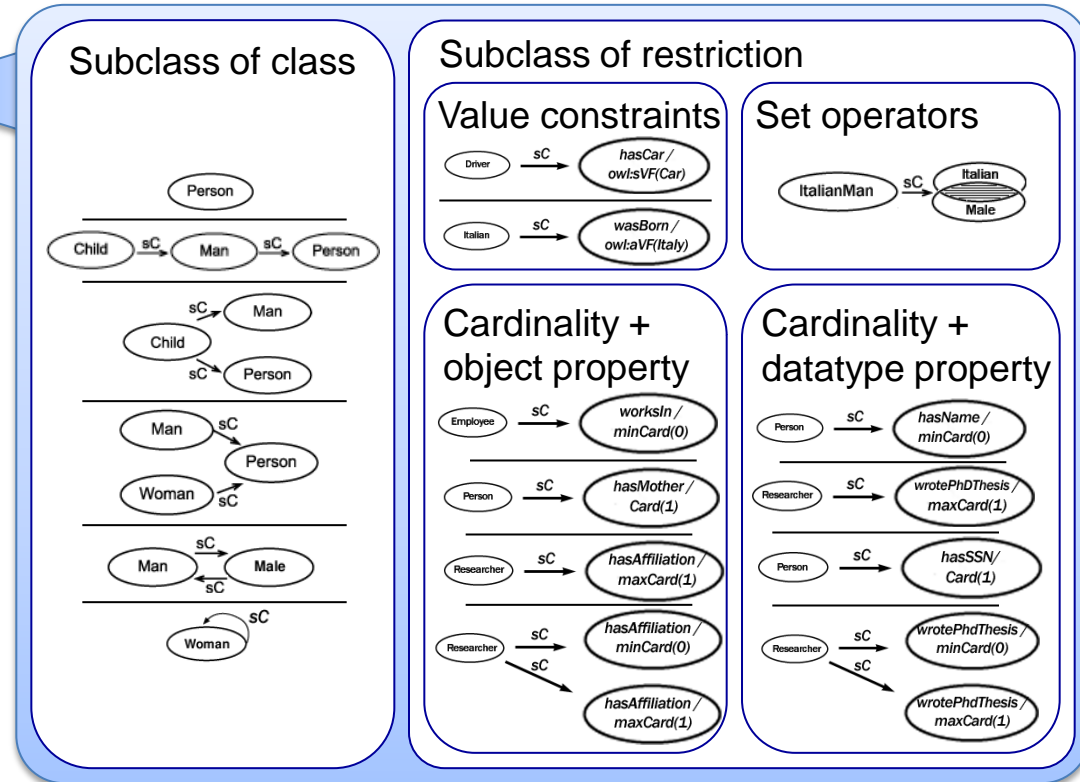 Subclass of class
Person
Child sC Man sC Person
sC Man
Child
sC Person
Man sC
Person
Woman sC
sC
Man Male
sC
sC
Woman
Subclass of restriction
Value constraints
Driver sC hasCar /
owl:sVF(Car)
Italian sC wasBorn /
owl:aVF(Italy)
Set operators
ItalianMan sC Italian
Male
Cardinality +
object property
Employee sC worksIn /
minCard(0)
Person sC hasMother /
Card(1)
Researcher sC hasAffiliation /
maxCard(1)
Researcher sC hasAffiliation /
minCard(0)
sC
hasAffiliation /
maxCard(1)
Cardinality +
datatype property
Person sC hasName /
minCard(0)
Researcher sC wrotePhDThesis /
maxCard(1)
Person sC hasSSN/
Card(1)
Researcher sC wrotePhdThesis /
minCard(0)
sC
wrotePhdThesis /
maxCard(1)